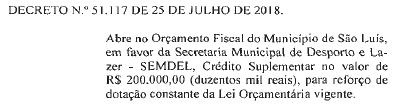 DECRETO N.º 51.117 DE 25 DE JULHO DE 2018.
Abre no Orçamento Fiscal do Município de São Luís,
em favor da Secretaria Municipal de Desporto e La-
zer - SEMDEL, Crédito Suplementar no valor de
R$ 200.000,00 (duzentos mil reais), para reforço de
dotação constante da Lei Orçamentária vigente.